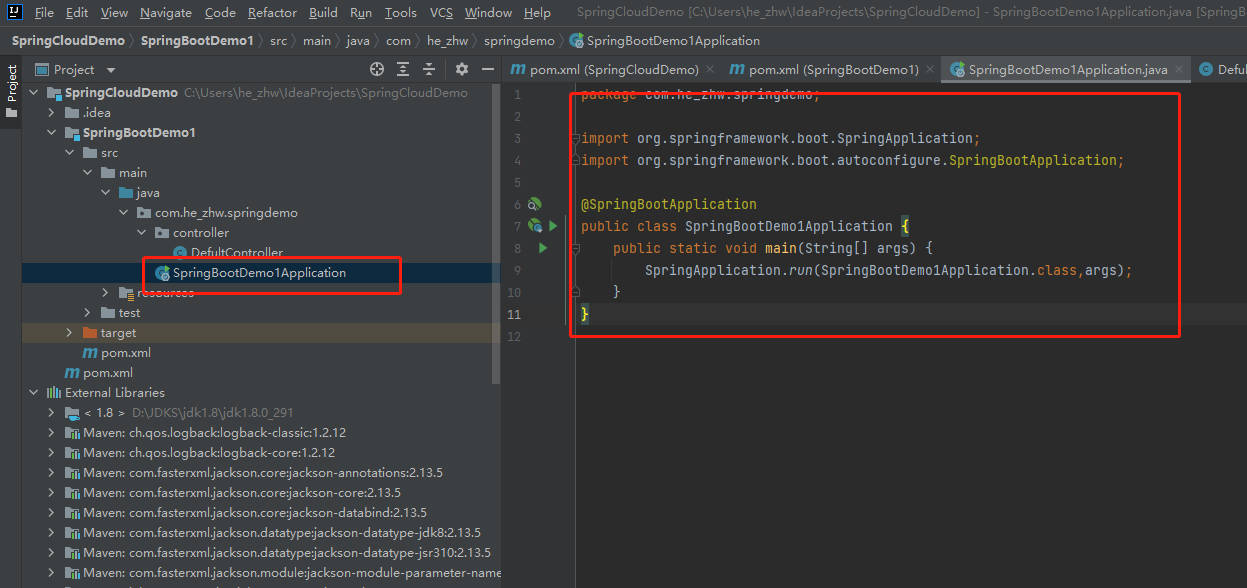 File Edit View Navigate Code Refactor Build Run Tools VCS Window Help SpringCloudDemo [C:\Users\he_zhw\IdeaProjects\SpringCloudDemo] - SpringBootDemo1Application.java [SpringB
SpringCloudDemo SpringBootDemo1 src main java com he_zhw springdemo SpringBootDemo1Application
Project
Project
pom.xml (SpringCloudDemo) pom.xml (SpringBootDemo1) SpringBootDemo1Application.java Deful
SpringCloudDemo C:\Users\he_zhw\IdeaProjects\SpringCloudDemo
.idea
SpringBootDemo1
src
main
java
com.he_zhw.springdemo
controller
DefultController
SpringBootDemo1Application
resources
test
target
pom.xml
pom.xml
External Libraries
< 1.8 > D:\JDKS\jdk1.8\jdk1.8.0_291
Maven: ch.qos.logback:logback-classic:1.2.12
Maven: ch.qos.logback:logback-core:1.2.12
Maven: com.fasterxml.jackson.core:jackson-annotations:2.13.5
Maven: com.fasterxml.jackson.core:jackson-core:2.13.5
Maven: com.fasterxml.jackson.core:jackson-databind:2.13.5
Maven: com.fasterxml.jackson.datatype:jackson-datatype-jdk8:2.13.5
Maven: com.fasterxml.jackson.datatype:jackson-datatype-jsr310:2.13.5
Maven: com.fasterxml.jackson.module:jackson-module-parameter-name
1 package com.he_zhw.springdemo;
2
3 import org.springframework.boot.SpringApplication;
4 import org.springframework.boot.autoconfigure.SpringBootApplication;
5
6 @SpringBootApplication
7 public class SpringBootDemo1Application {
8 public static void main(String[] args) {
9 SpringApplication.run(SpringBootDemo1Application.class,args);
10 }
11 }
12